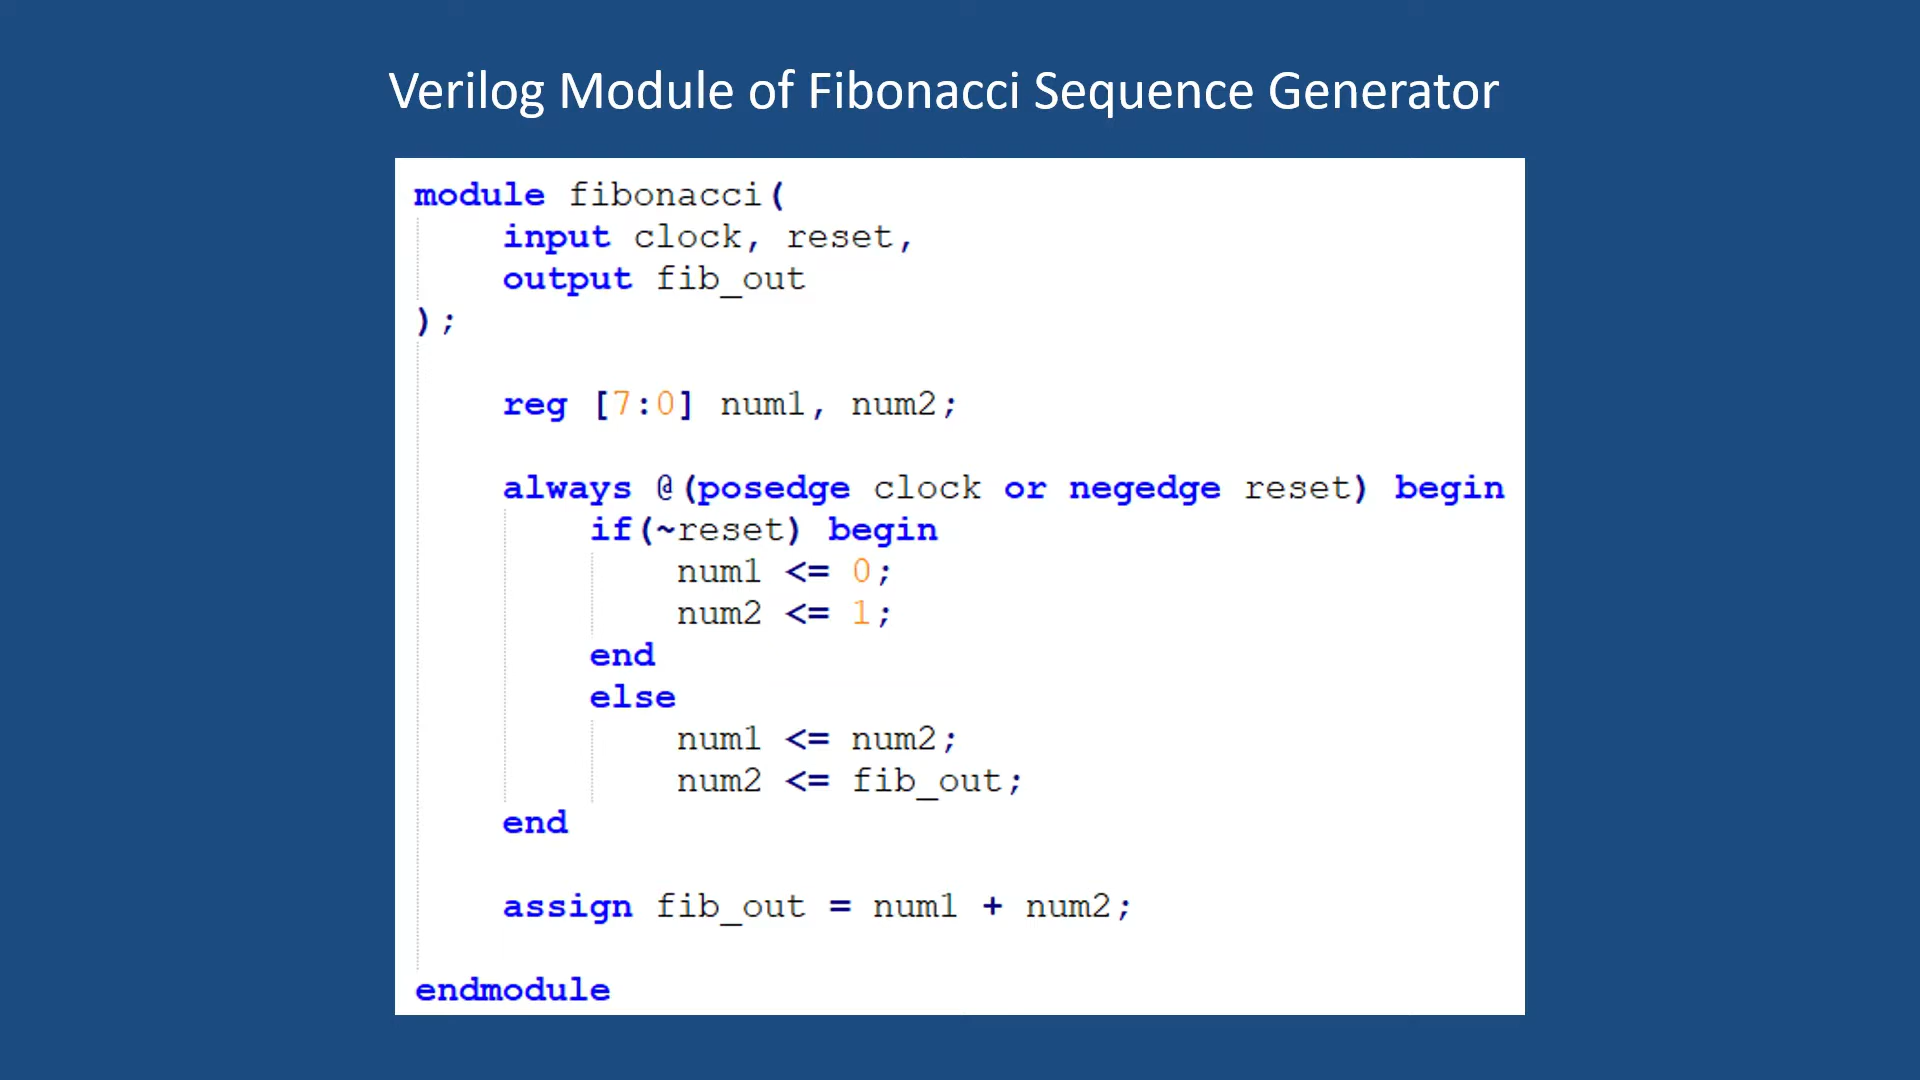 Verilog Module of Fibonacci Sequence Generator
module fibonacci(
input clock, reset,
output fib_out
);
reg [7:0] num1, num2;
always @(posedge clock or negedge reset) begin
if(~reset) begin
num1 <= 0;
num2 <= 1;
end
else
num1 <= num2;
num2 <= fib_out;
end
assign fib_out = num1 + num2;
endmodule